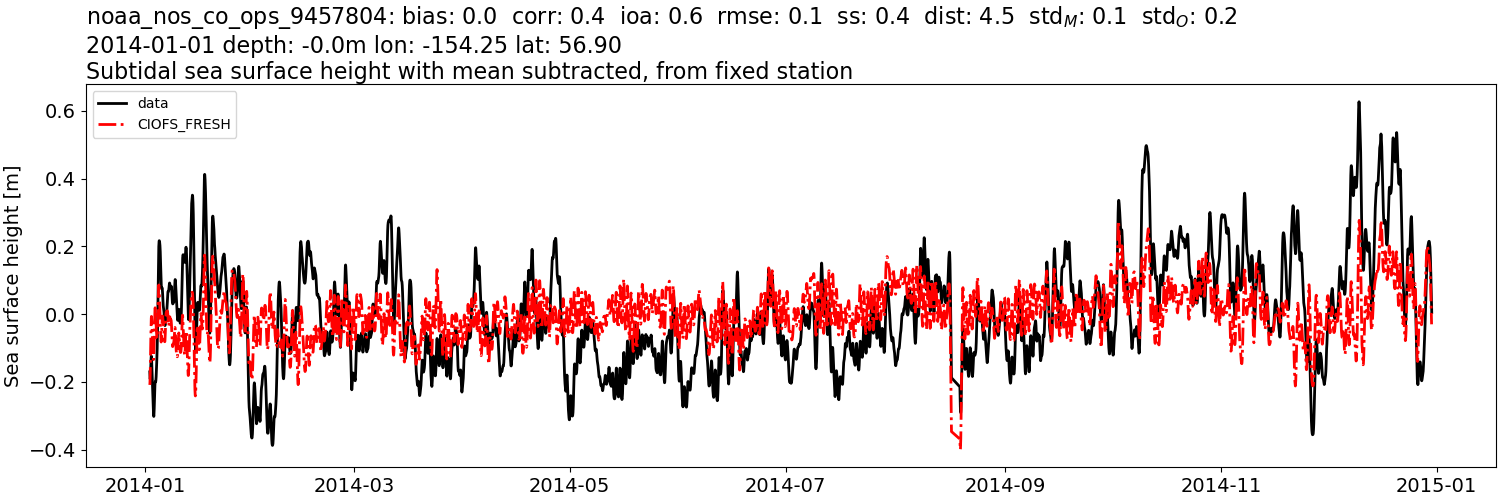 noaa_nos_co_ops_9457804: bias: 0.0 corr: 0.4 ioa: 0.6 rmse: 0.1 ss: 0.4 dist: 4.5 std_M: 0.1 std_O: 0.2
2014-01-01 depth: -0.0m lon: -154.25 lat: 56.90
Subtidal sea surface height with mean subtracted, from fixed station
data
CIOFS_FRESH
Sea surface height [m]
0.6
0.4
0.2
0.0
−0.2
−0.4
2014-01 2014-03 2014-05 2014-07 2014-09 2014-11 2015-01